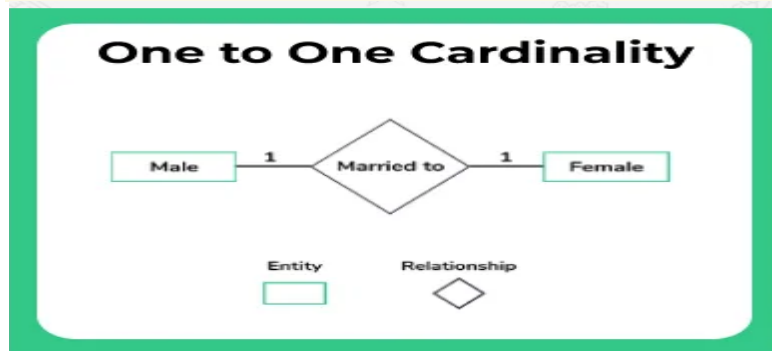 One to One Cardinality
Male 1 Married to 1 Female
Entity Relationship